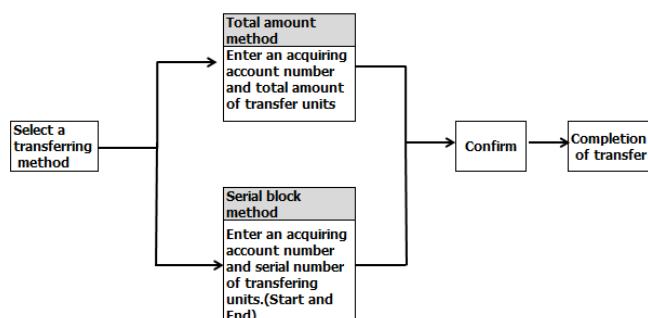 Select a
transferring
method
Total amount
method
Enter an acquiring
account number
and total amount
of transfer units
Serial block
method
Enter an acquiring
account number
and serial number
of transfering
units.(Start and
End)
Confirm
Completion
of transfer